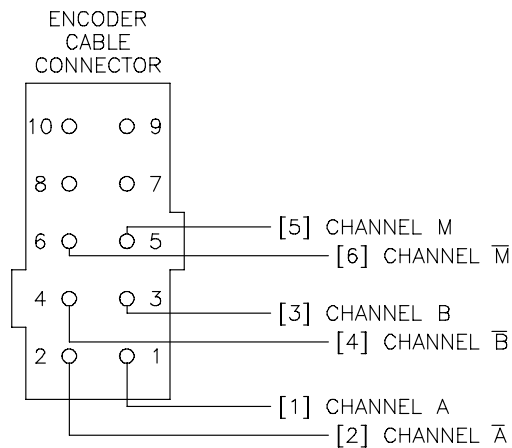 ENCODER
CABLE
CONNECTOR
10 9
8 7
6 5
[5] CHANNEL M
[6] CHANNEL M̅
4 3
[3] CHANNEL B
[4] CHANNEL B̅
2 1
[1] CHANNEL A
[2] CHANNEL A̅